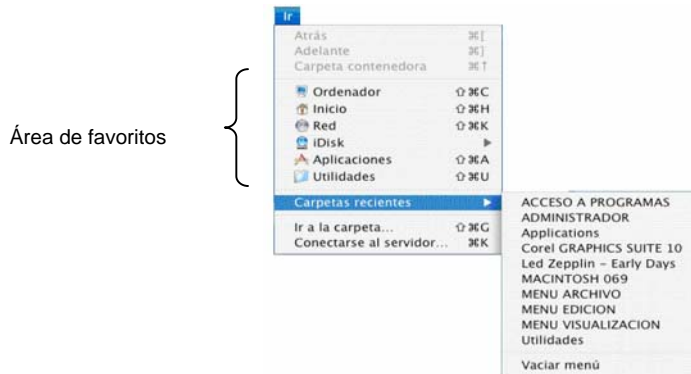 Ir
Atrás ⌘[
Adelante ⌘]
Carpeta contenedora ⌘↑
Área de favoritos
Ordenador ⇧⌘C
Inicio ⇧⌘H
Red ⇧⌘K
iDisk
Aplicaciones ⇧⌘A
Utilidades ⇧⌘U
Carpetas recientes
Ir a la carpeta... ⇧⌘G
Conectarse al servidor... ⌘K
ACCESO A PROGRAMAS
ADMINISTRADOR
Applications
Corel GRAPHICS SUITE 10
Led Zepplin – Early Days
MACINTOSH 069
MENU ARCHIVO
MENU EDICION
MENU VISUALIZACION
Utilidades
Vaciar menú